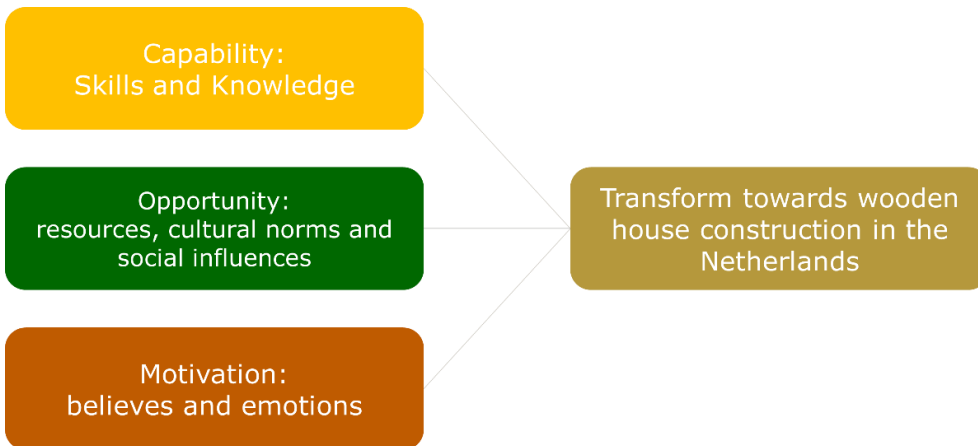 Capability:
Skills and Knowledge
Opportunity:
resources, cultural norms and
social influences
Transform towards wooden
house construction in the
Netherlands
Motivation:
believes and emotions